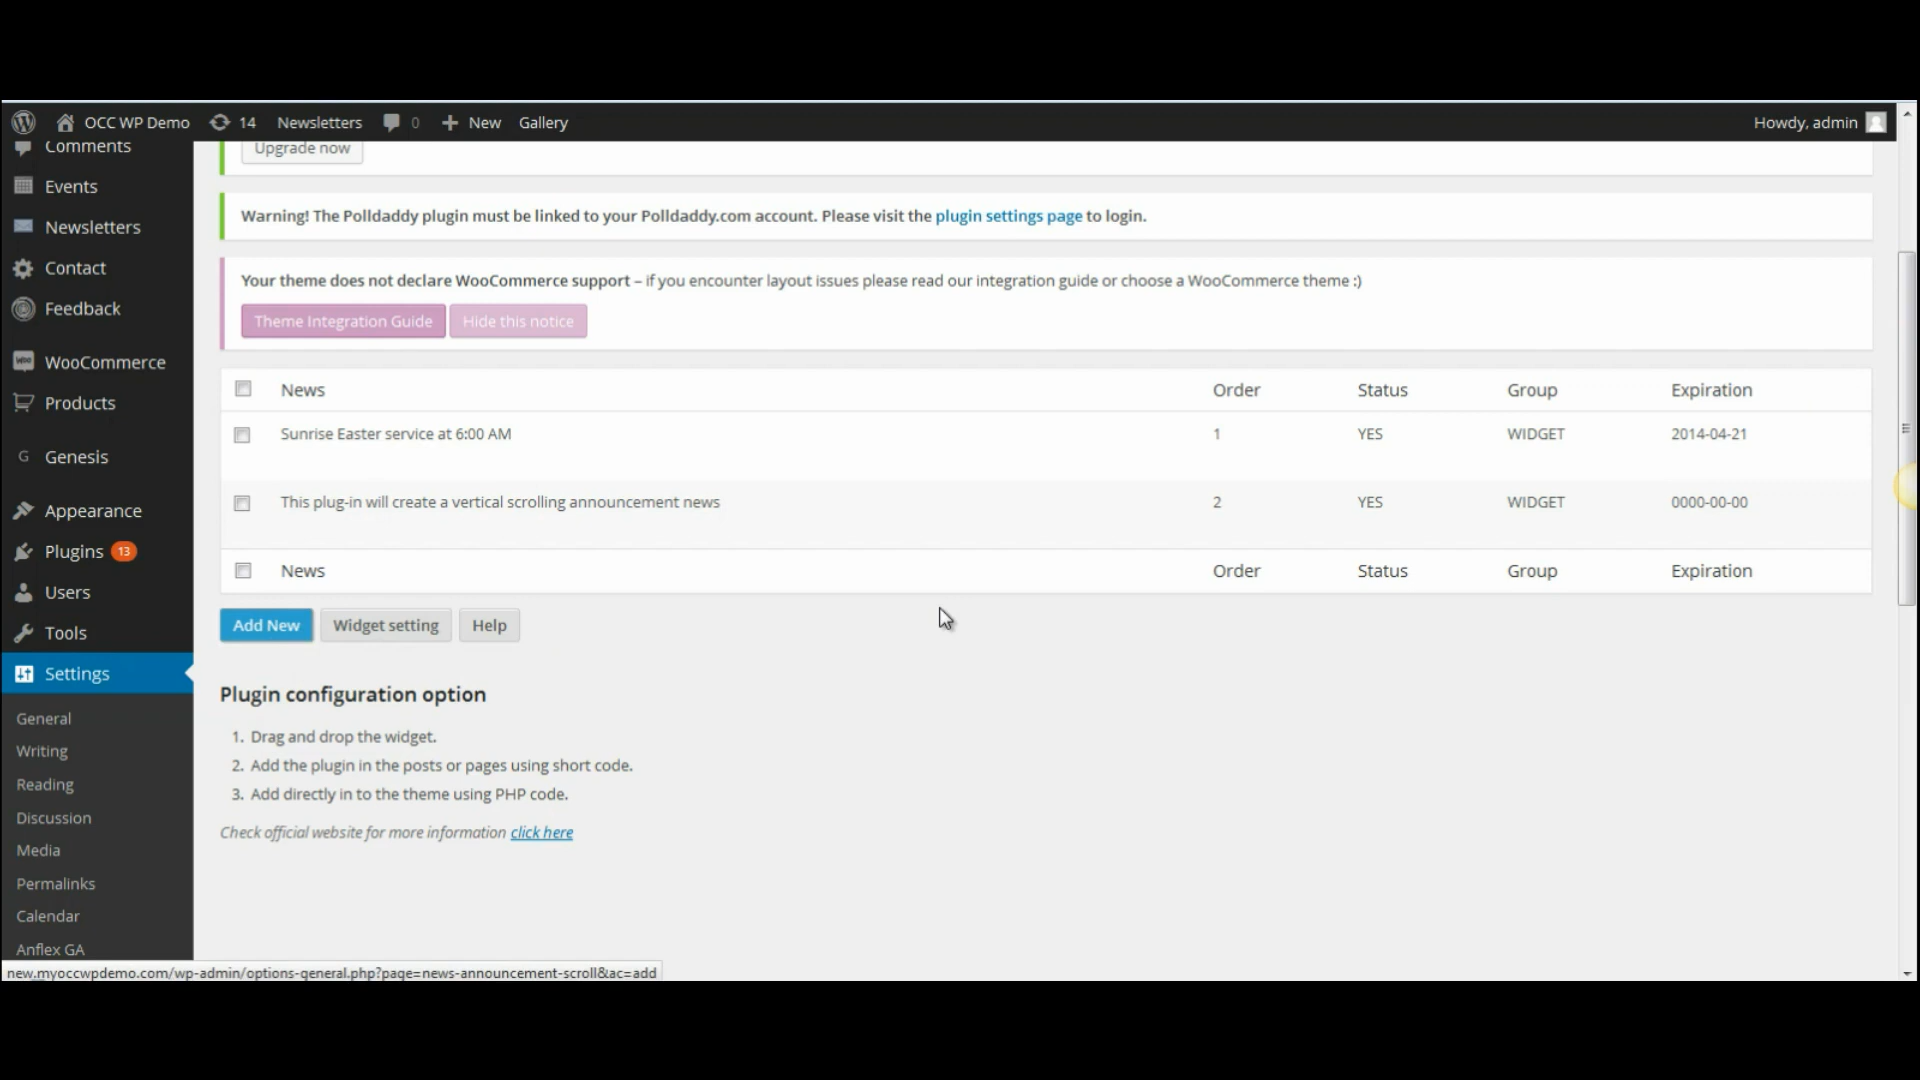 OCC WP Demo 14 Newsletters 0 New Gallery Howdy, admin
Comments
Events
Newsletters
Contact
Feedback
WooCommerce
Products
G Genesis
Appearance
Plugins 13
Users
Tools
Settings
General
Writing
Reading
Discussion
Media
Permalinks
Calendar
Anflex GA
Upgrade now
Warning! The Polldaddy plugin must be linked to your Polldaddy.com account. Please visit the plugin settings page to login.
Your theme does not declare WooCommerce support – if you encounter layout issues please read our integration guide or choose a WooCommerce theme :)
Theme Integration Guide Hide this notice
News Order Status Group Expiration
Sunrise Easter service at 6:00 AM 1 YES WIDGET 2014-04-21
This plug-in will create a vertical scrolling announcement news 2 YES WIDGET 0000-00-00
News Order Status Group Expiration
Add New Widget setting Help
Plugin configuration option
1. Drag and drop the widget.
2. Add the plugin in the posts or pages using short code.
3. Add directly in to the theme using PHP code.
Check official website for more information click here
new.myoccwpdemo.com/wp-admin/options-general.php?page=news-announcement-scroll&ac=add